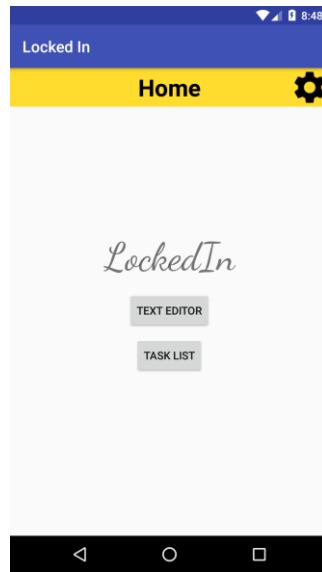 8:48
Locked In
Home
LockedIn
TEXT EDITOR
TASK LIST